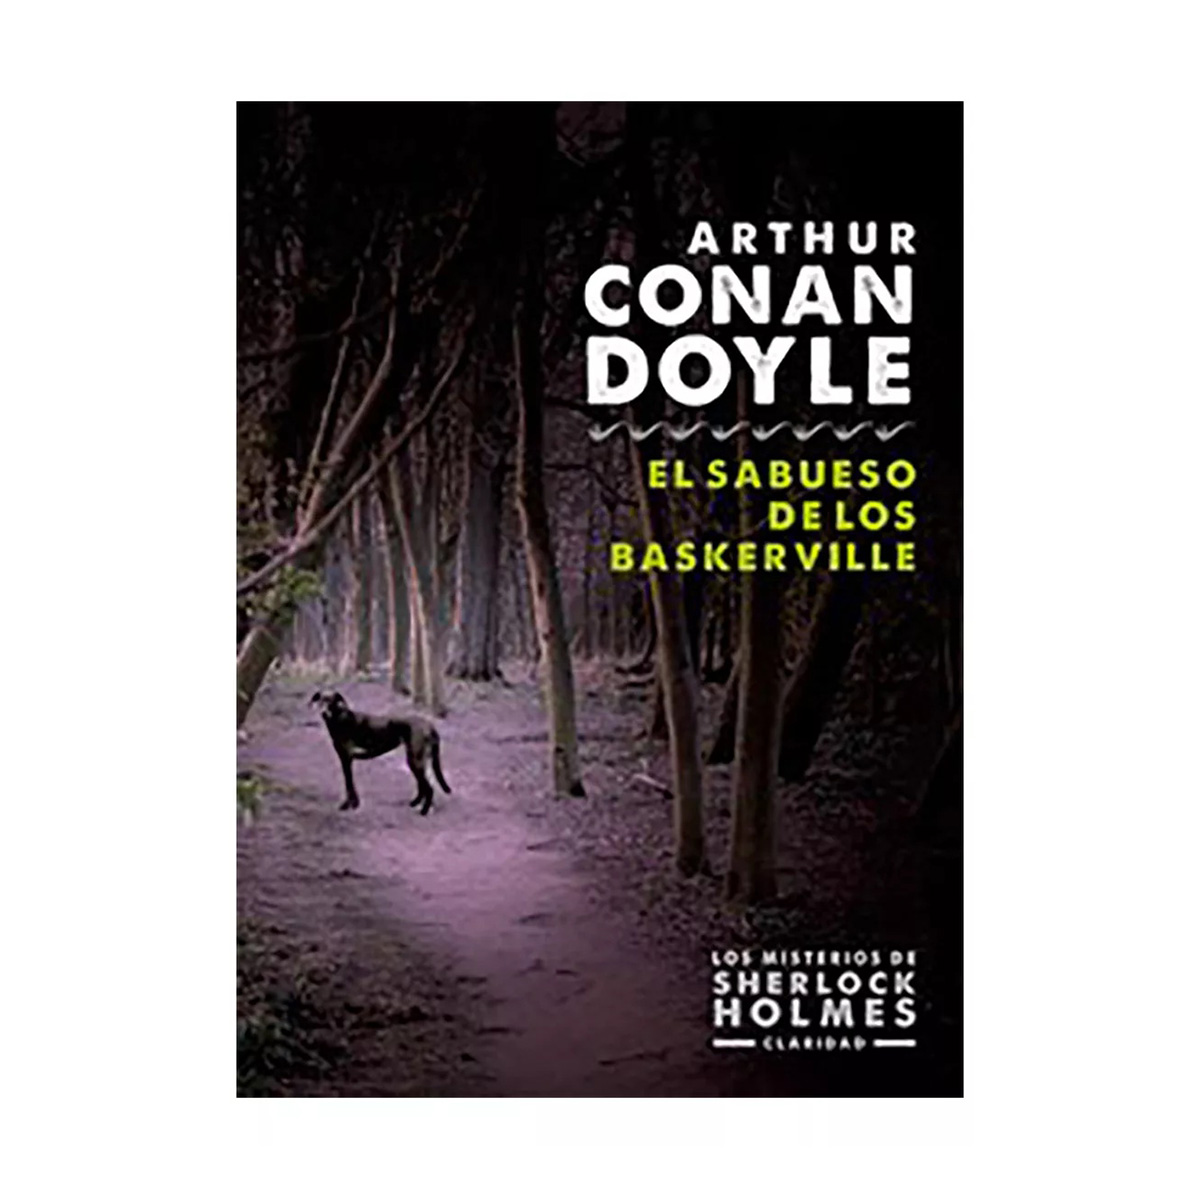 ARTHUR
CONAN
DOYLE
EL SABUESO
DE LOS
BASKERVILLE
LOS MISTERIOS DE
SHERLOCK
HOLMES
CLARIDAD